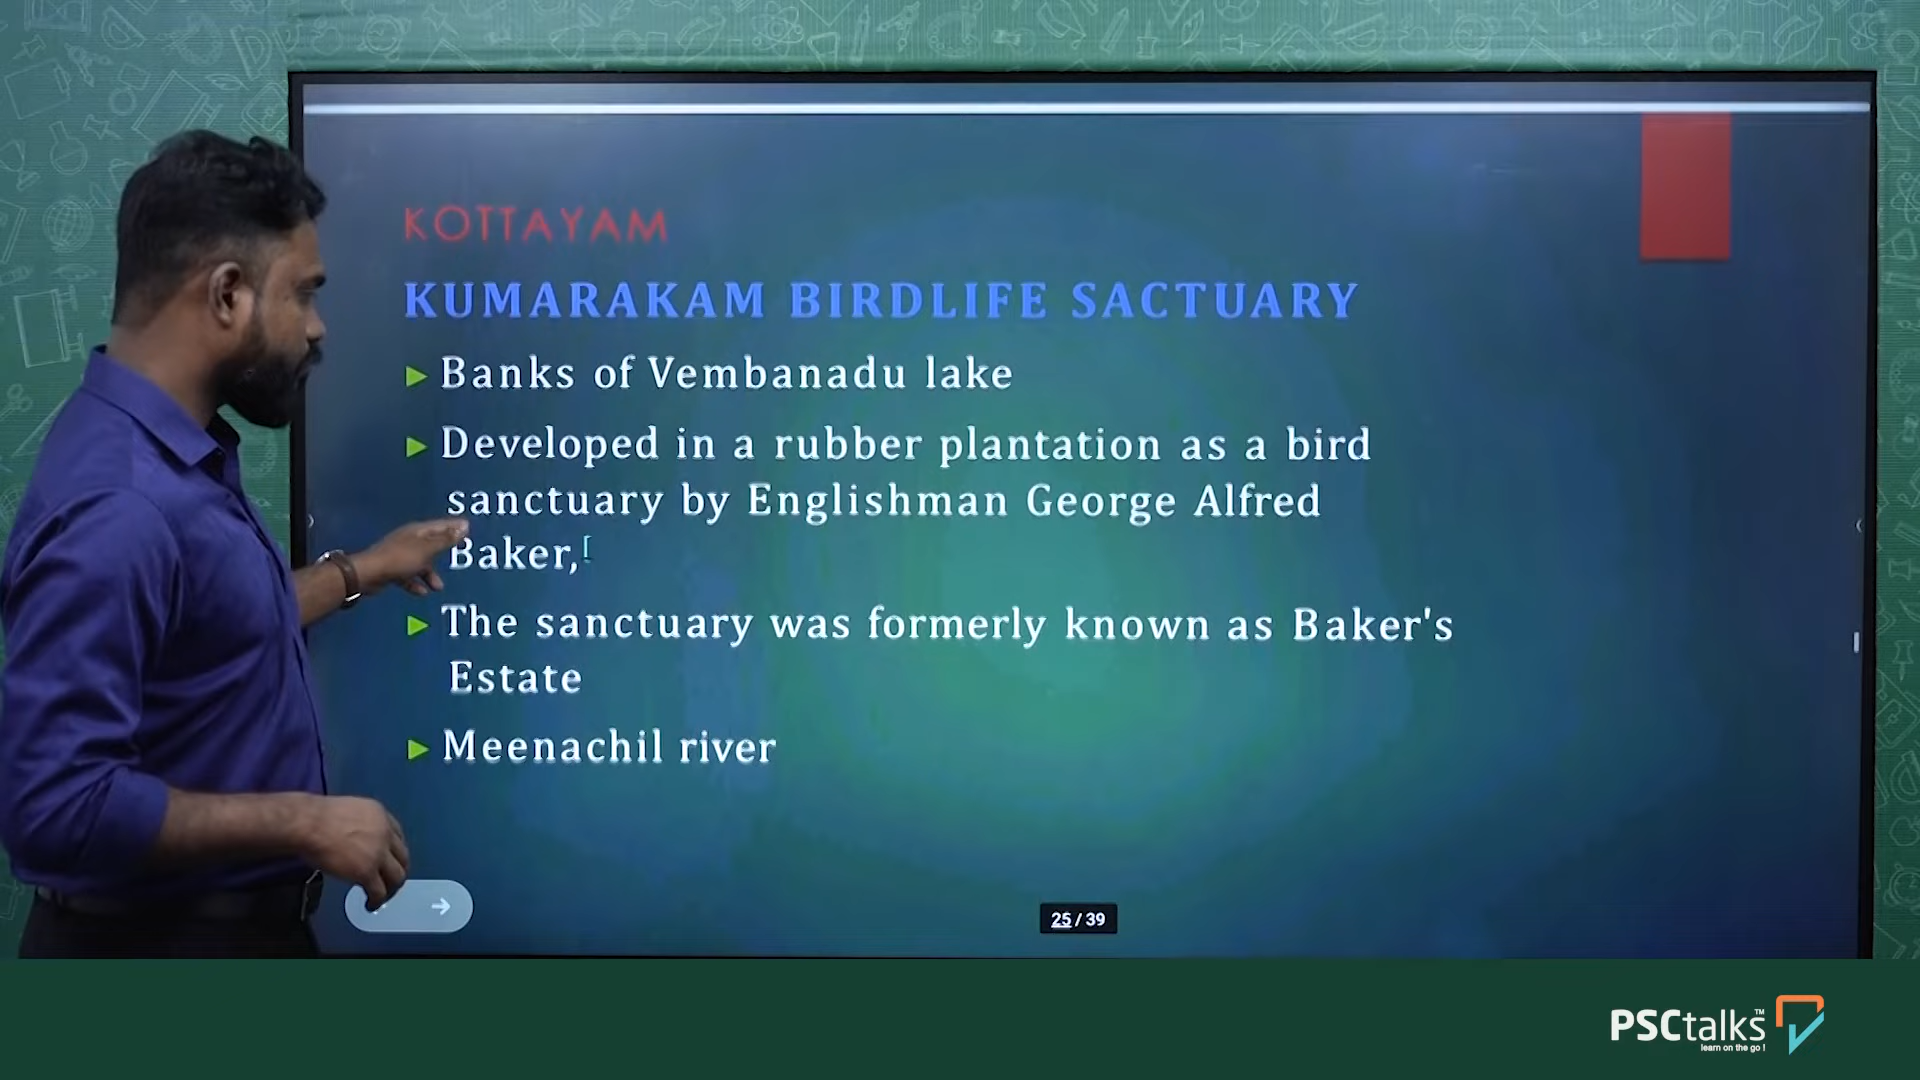 KOTTAYAM
KUMARAKAM BIRDLIFE SACTUARY
Banks of Vembanadu lake
Developed in a rubber plantation as a bird
sanctuary by Englishman George Alfred
Baker,[
The sanctuary was formerly known as Baker's
Estate
Meenachil river
25 / 39
PSCtalks™
learn on the go !